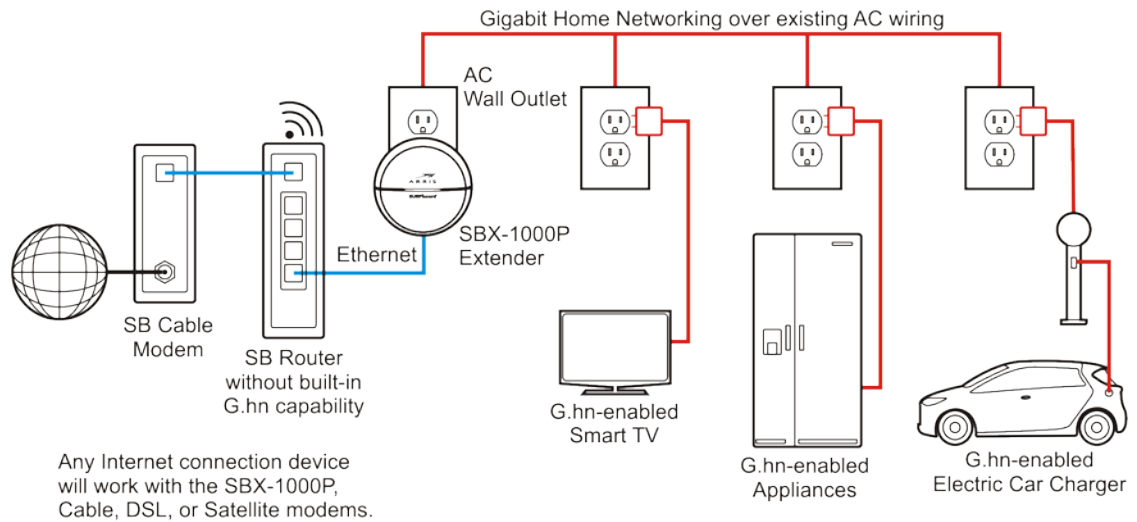 Gigabit Home Networking over existing AC wiring
AC
Wall Outlet
ARRIS
SURFboard
SBX-1000P
Extender
Ethernet
SB Cable
Modem
SB Router
without built-in
G.hn capability
G.hn-enabled
Smart TV
G.hn-enabled
Appliances
G.hn-enabled
Electric Car Charger
Any Internet connection device
will work with the SBX-1000P,
Cable, DSL, or Satellite modems.